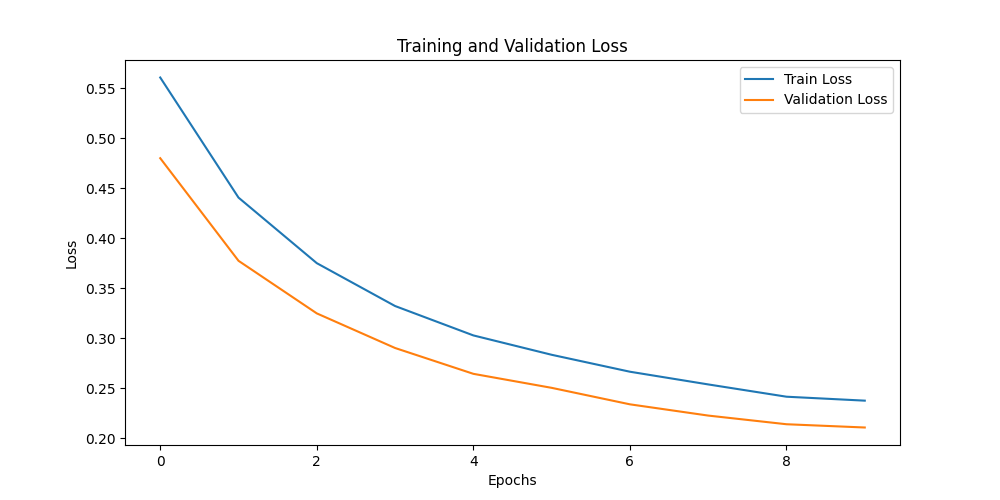 Training and Validation Loss
Train Loss
Validation Loss
0.55
0.50
0.45
0.40
0.35
0.30
0.25
0.20
Loss
0 2 4 6 8
Epochs